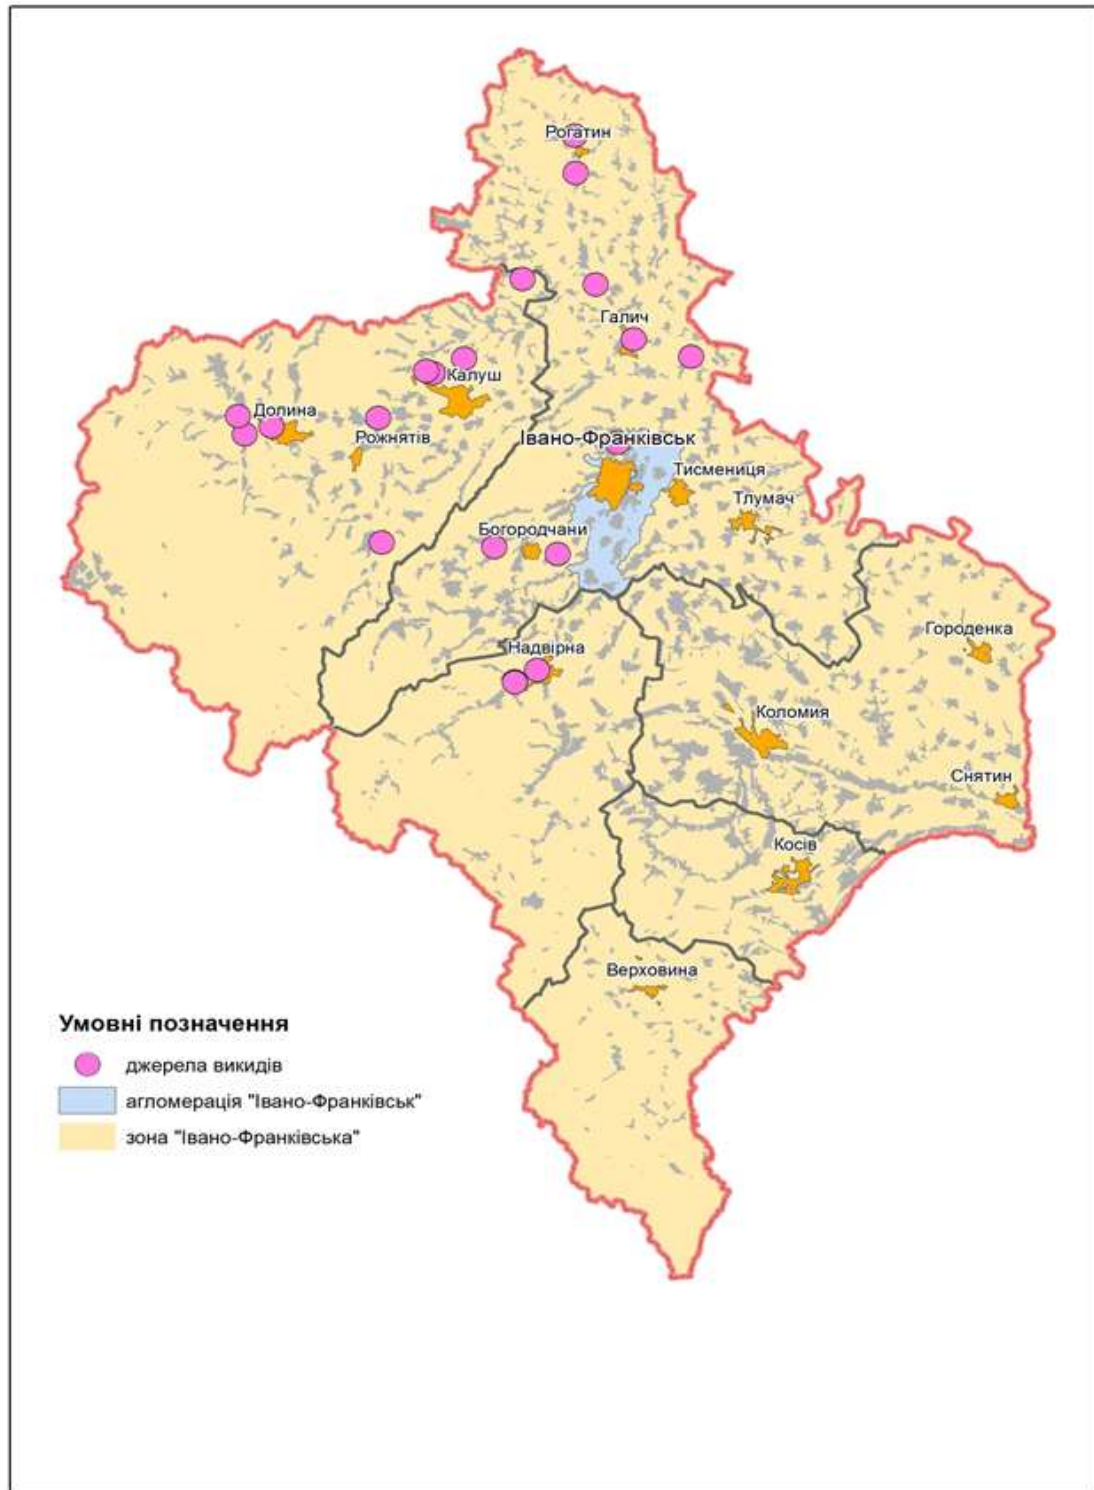 Рогатин
Галич
Калуш
Долина
Рожнятів
Івано-Франківськ
Тисмениця
Тлумач
Богородчани
Городенка
Надвірна
Коломия
Снятин
Косів
Верховина
Умовні позначення
джерела викидів
агломерація "Івано-Франківськ"
зона "Івано-Франківська"